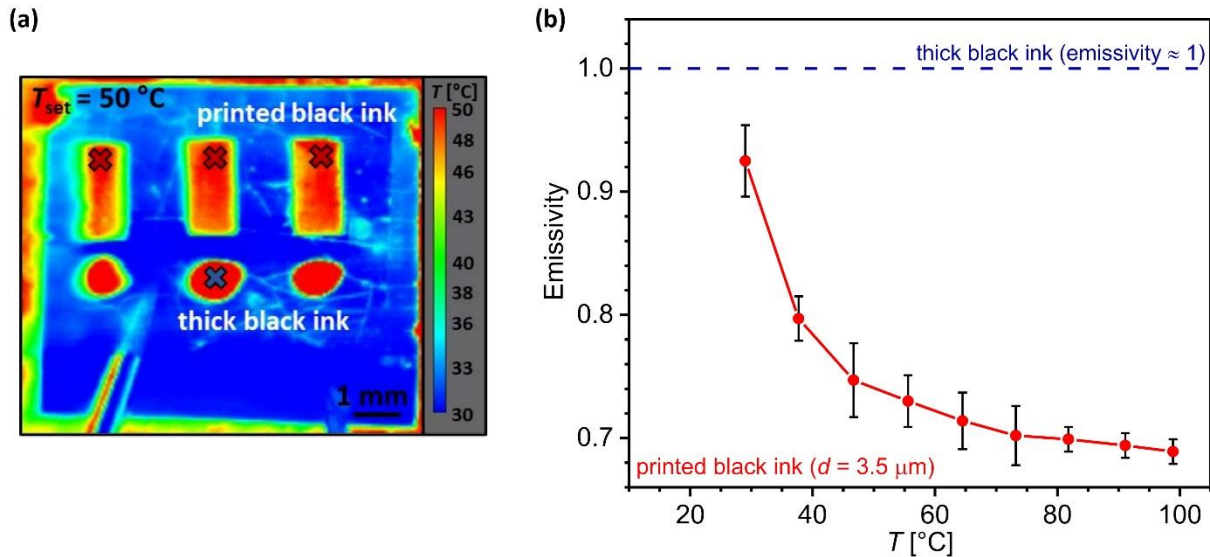 (a)
T_set = 50 °C
printed black ink
thick black ink
1 mm
T [°C]
50
48
46
43
40
38
36
33
30
(b)
thick black ink (emissivity ≈ 1)
1.0
0.9
0.8
0.7
Emissivity
printed black ink (d = 3.5 μm)
20 40 60 80 100
T [°C]